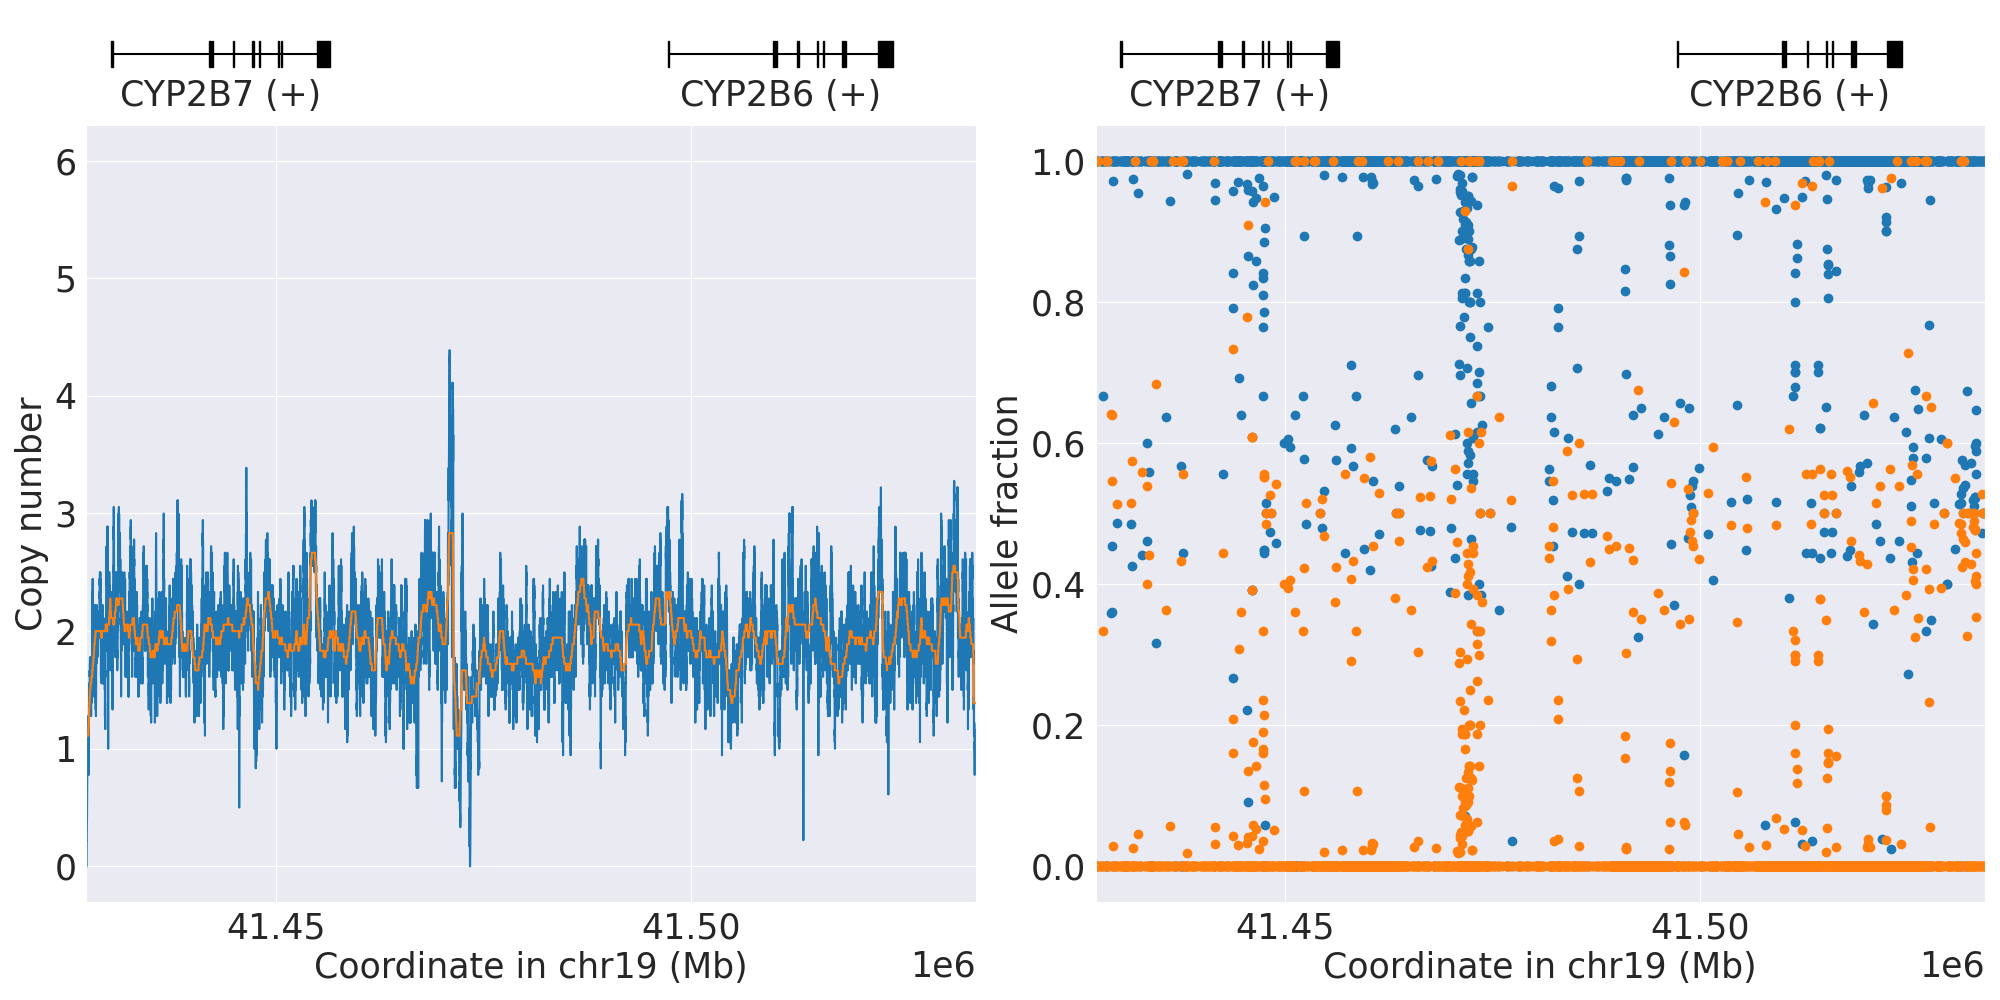 CYP2B7 (+) CYP2B6 (+)
6
5
4
3
2
1
0
Copy number
41.45 41.50
Coordinate in chr19 (Mb) 1e6
CYP2B7 (+) CYP2B6 (+)
1.0
0.8
0.6
0.4
0.2
0.0
Allele fraction
41.45 41.50
Coordinate in chr19 (Mb) 1e6